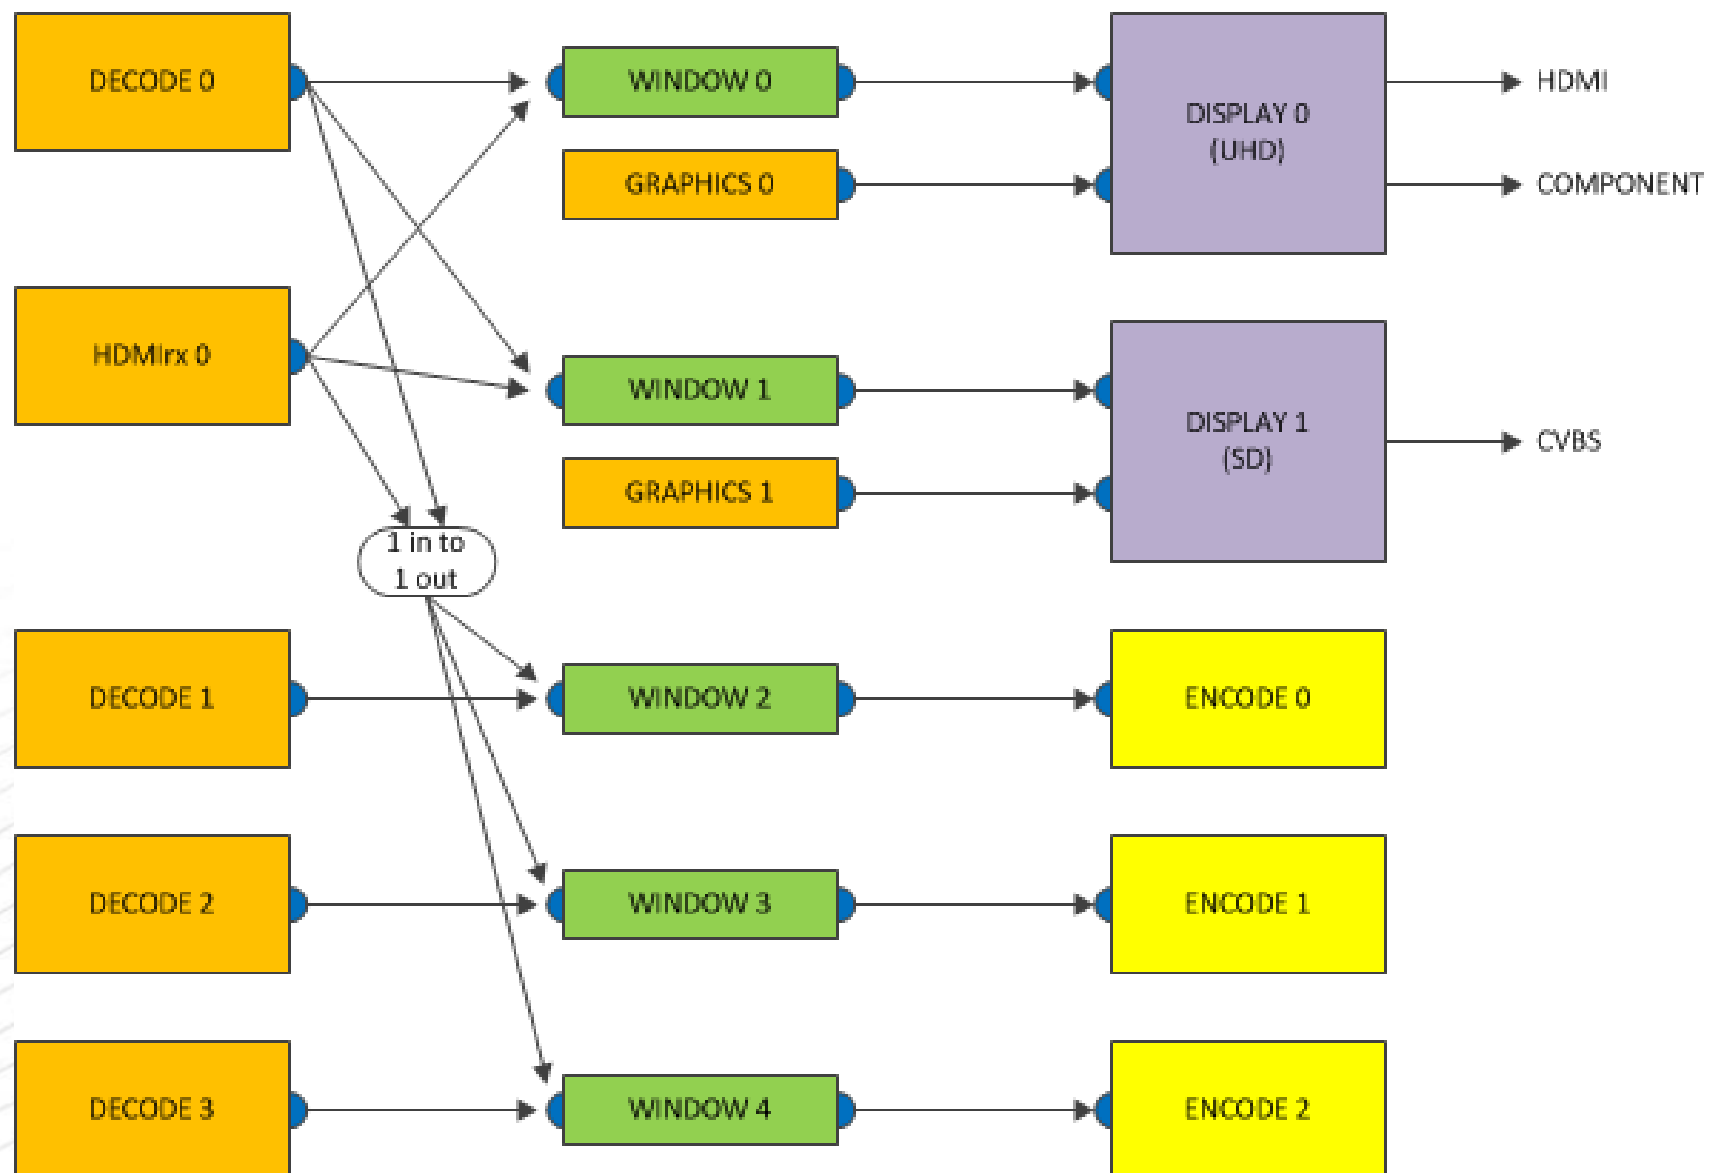 DECODE 0
WINDOW 0
GRAPHICS 0
DISPLAY 0
(UHD)
HDMI
COMPONENT
HDMIrx 0
WINDOW 1
GRAPHICS 1
DISPLAY 1
(SD)
CVBS
1 in to
1 out
DECODE 1
WINDOW 2
ENCODE 0
DECODE 2
WINDOW 3
ENCODE 1
DECODE 3
WINDOW 4
ENCODE 2